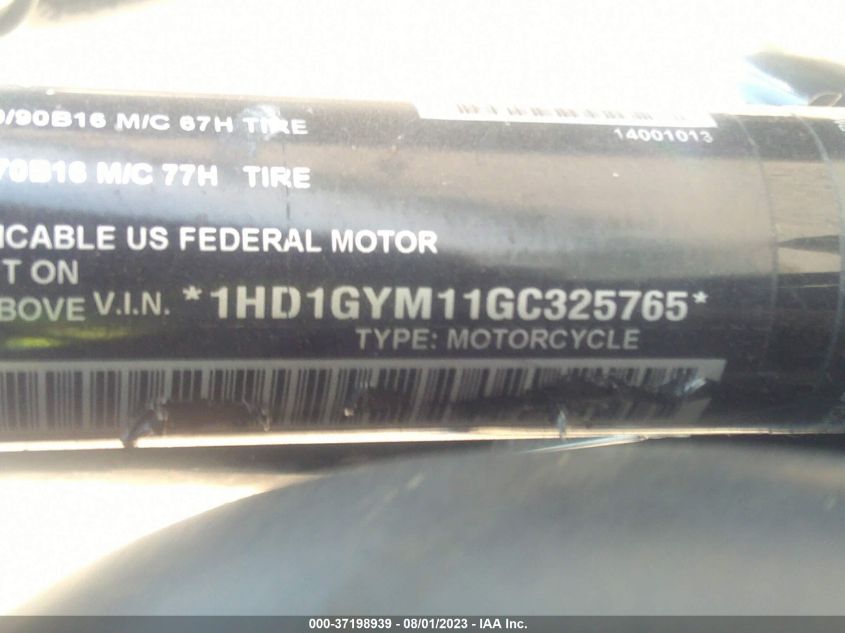 /90B16 M/C 67H TIRE
14001013
70B16 M/C 77H TIRE
ICABLE US FEDERAL MOTOR
T ON
BOVE V.I.N. *1HD1GYM11GC325765*
TYPE: MOTORCYCLE
000-37198939 - 08/01/2023 - IAA Inc.